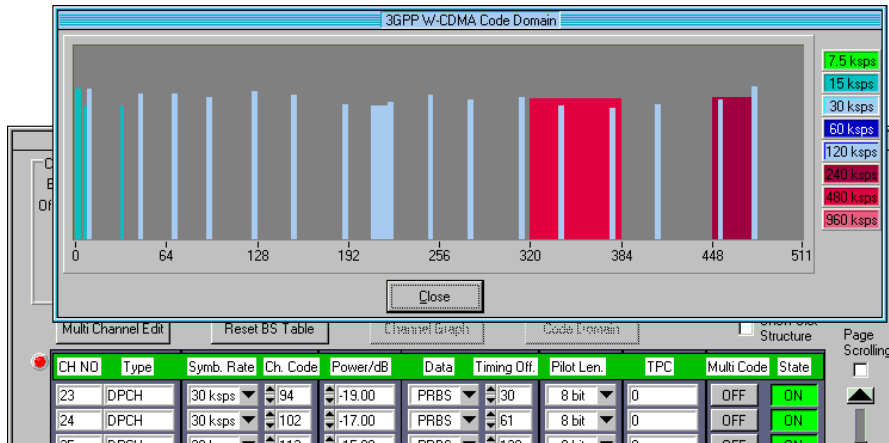 3GPP W-CDMA Code Domain
7.5 ksps
15 ksps
30 ksps
60 ksps
120 ksps
240 ksps
480 ksps
960 ksps
0 64 128 192 256 320 384 448 511
Close
Multi Channel Edit Reset BS Table Channel Graph Code Domain
Structure
Page
Scrolling
CH NO Type Symb. Rate Ch. Code Power/dB Data Timing Off. Pilot Len. TPC Multi Code State
23 DPCH 30 ksps 94 -19.00 PRBS 30 8 bit 0 OFF ON
24 DPCH 30 ksps 102 -17.00 PRBS 61 8 bit 0 OFF ON